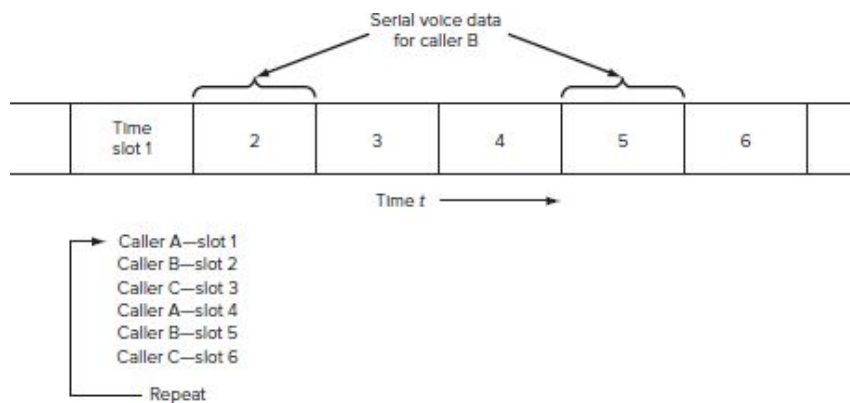 Serial voice data
for caller B
Time
slot 1
2
3
4
5
6
Time t
Caller A—slot 1
Caller B—slot 2
Caller C—slot 3
Caller A—slot 4
Caller B—slot 5
Caller C—slot 6
Repeat